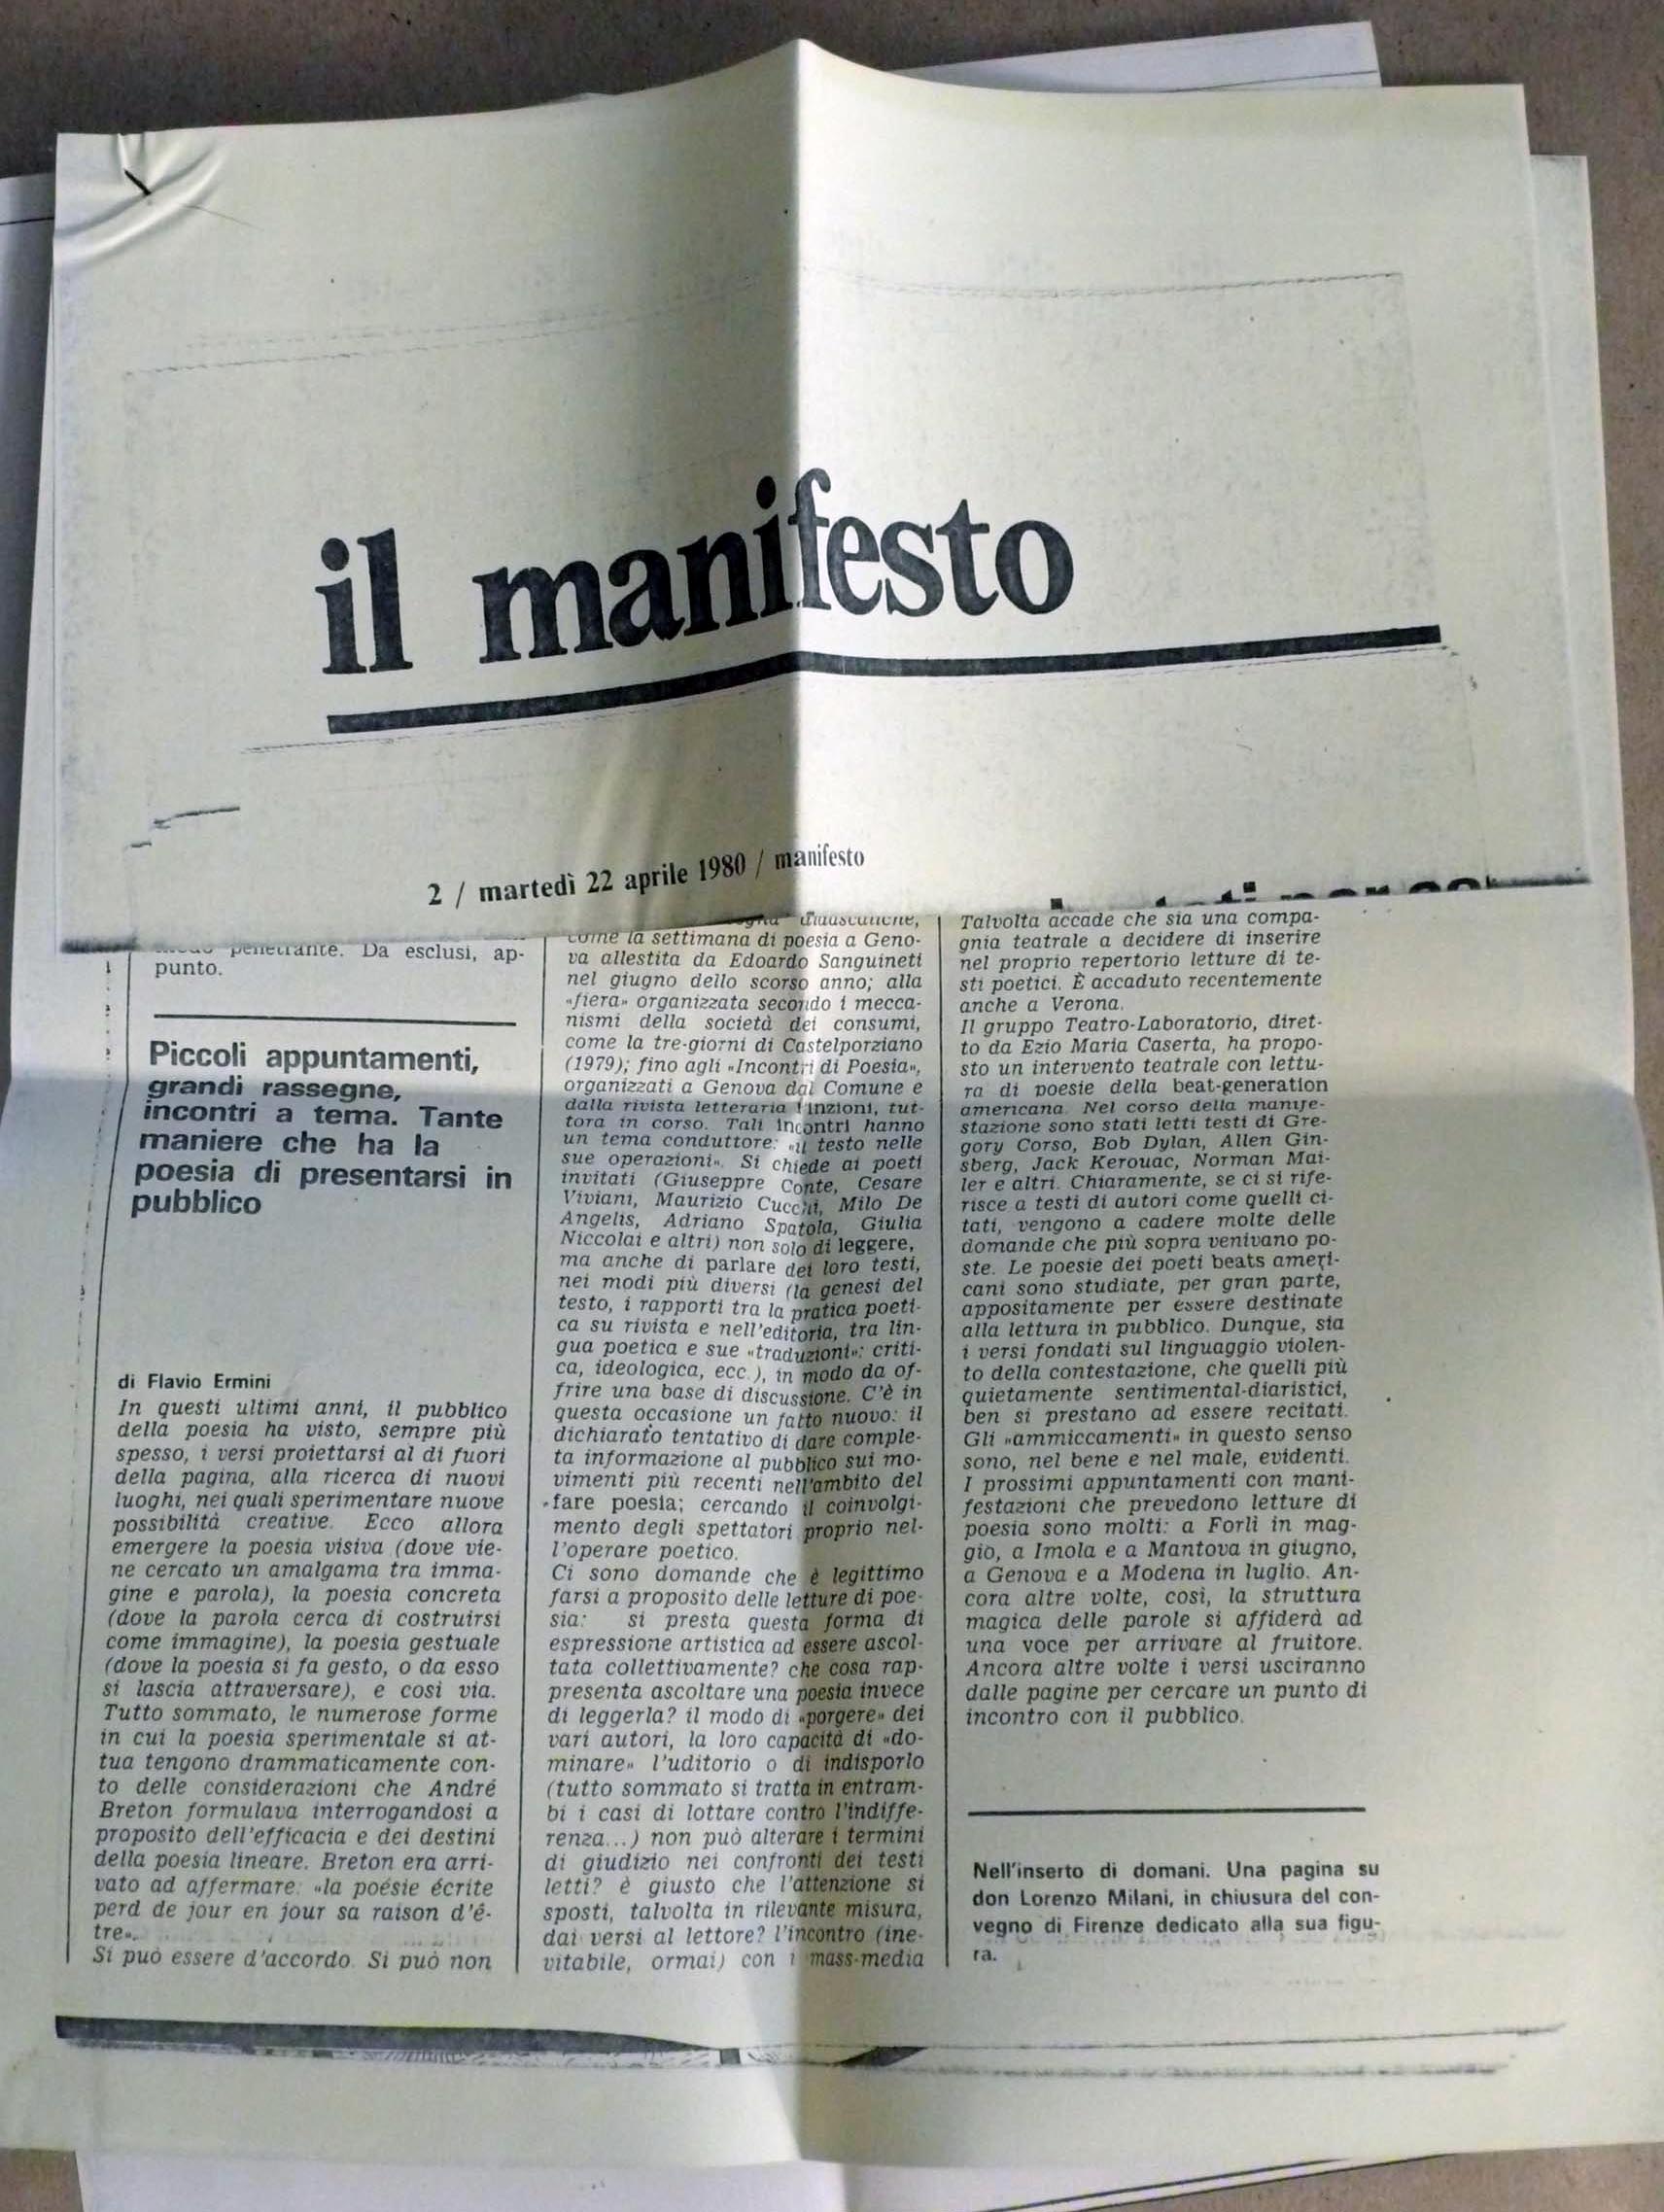 il manifesto
2 / martedì 22 aprile 1980 / manifesto
penetrante. Da esclusi, ap-
punto.
Piccoli appuntamenti,
grandi rassegne,
incontri a tema. Tante
maniere che ha la
poesia di presentarsi in
pubblico
di Flavio Ermini
In questi ultimi anni, il pubblico
della poesia ha visto, sempre più
spesso, i versi proiettarsi al di fuori
della pagina, alla ricerca di nuovi
luoghi, nei quali sperimentare nuove
possibilità creative. Ecco allora
emergere la poesia visiva (dove vie-
ne cercato un amalgama tra imma-
gine e parola), la poesia concreta
(dove la parola cerca di costruirsi
come immagine), la poesia gestuale
(dove la poesia si fa gesto, o da esso
si lascia attraversare), e così via.
Tutto sommato, le numerose forme
in cui la poesia sperimentale si at-
tua tengono drammaticamente con-
to delle considerazioni che André
Breton formulava interrogandosi a
proposito dell'efficacia e dei destini
della poesia lineare. Breton era arri-
vato ad affermare: «la poésie écrite
perd de jour en jour sa raison d'é-
tre».
Si può essere d'accordo. Si può non
come la settimana di poesia a Geno-
va allestita da Edoardo Sanguineti
nel giugno dello scorso anno; alla
«fiera» organizzata secondo i mecca-
nismi della società dei consumi,
come la tre-giorni di Castelporziano
(1979); fino agli «Incontri di Poesia»,
organizzati a Genova dal Comune e
dalla rivista letteraria tut-
tora in corso. Tali incontri hanno
un tema conduttore: «il testo nelle
sue operazioni». Si chiede ai poeti
invitati (Giuseppre Conte, Cesare
Viviani, Maurizio Cucchi, Milo De
Angelis, Adriano Spatola, Giulia
Niccolai e altri) non solo di leggere,
ma anche di parlare dei loro testi,
nei modi più diversi (la genesi del
testo, i rapporti tra la pratica poeti-
ca su rivista e nell'editoria, tra lin-
gua poetica e sue «traduzioni»: criti-
ca, ideologica, ecc.), in modo da of-
frire una base di discussione. C'è in
questa occasione un fatto nuovo: il
dichiarato tentativo di dare comple-
ta informazione al pubblico sui mo-
vimenti più recenti nell'ambito del
fare poesia; cercando il coinvolgi-
mento degli spettatori proprio nel-
l'operare poetico.
Ci sono domande che è legittimo
farsi a proposito delle letture di poe-
sia: si presta questa forma di
espressione artistica ad essere ascol-
tata collettivamente? che cosa rap-
presenta ascoltare una poesia invece
di leggerla? il modo di «porgere» dei
vari autori, la loro capacità di «do-
minare» l'uditorio o di indisporlo
(tutto sommato si tratta in entram-
bi i casi di lottare contro l'indiffe-
renza...) non può alterare i termini
di giudizio nei confronti dei testi
letti? è giusto che l'attenzione si
sposti, talvolta in rilevante misura,
dai versi al lettore? l'incontro (ine-
vitabile, ormai) con i mass-media
Talvolta accade che sia una compa-
gnia teatrale a decidere di inserire
nel proprio repertorio letture di te-
sti poetici. È accaduto recentemente
anche a Verona.
Il gruppo Teatro-Laboratorio, diret-
to da Ezio Maria Caserta, ha propo-
sto un intervento teatrale con lettu-
ra di poesie della beat-generation
americana. Nel corso della manife-
stazione sono stati letti testi di Gre-
gory Corso, Bob Dylan, Allen Gin-
sberg, Jack Kerouac, Norman Mai-
ler e altri. Chiaramente, se ci si rife-
risce a testi di autori come quelli ci-
tati, vengono a cadere molte delle
domande che più sopra venivano po-
ste. Le poesie dei poeti beats ameri-
cani sono studiate, per gran parte,
appositamente per essere destinate
alla lettura in pubblico. Dunque, sia
i versi fondati sul linguaggio violen-
to della contestazione, che quelli più
quietamente sentimental-diaristici,
ben si prestano ad essere recitati.
Gli «ammiccamenti» in questo senso
sono, nel bene e nel male, evidenti.
I prossimi appuntamenti con mani-
festazioni che prevedono letture di
poesia sono molti: a Forlì in mag-
gio, a Imola e a Mantova in giugno,
a Genova e a Modena in luglio. An-
cora altre volte, così, la struttura
magica delle parole si affiderà ad
una voce per arrivare al fruitore.
Ancora altre volte i versi usciranno
dalle pagine per cercare un punto di
incontro con il pubblico.
Nell'inserto di domani. Una pagina su
don Lorenzo Milani, in chiusura del con-
vegno di Firenze dedicato alla sua figu-
ra.